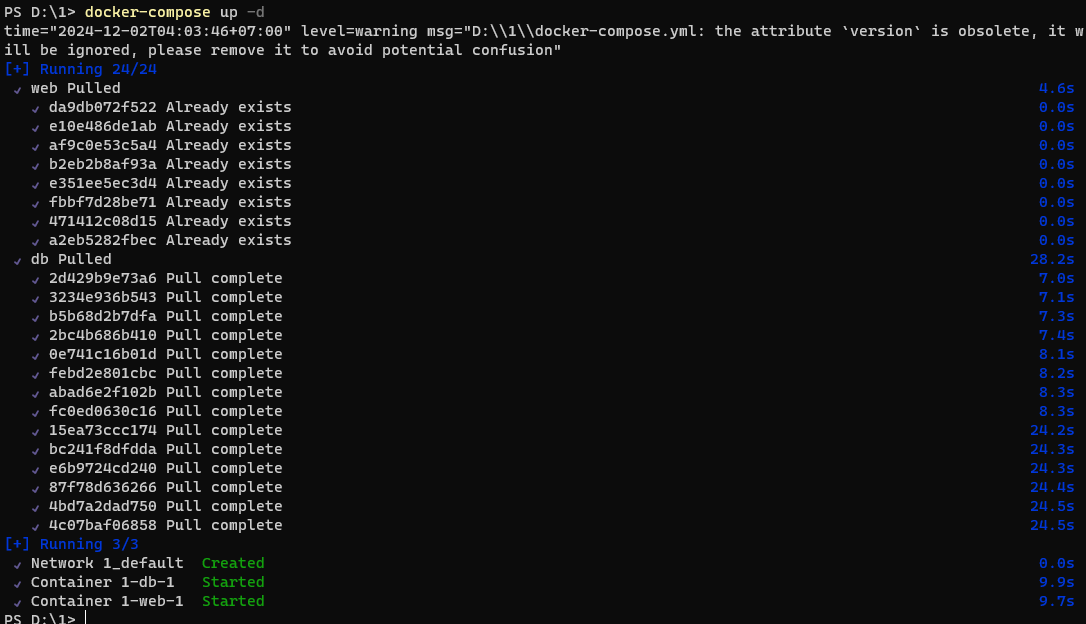 PS D:\1> docker-compose up -d
time="2024-12-02T04:03:46+07:00" level=warning msg="D:\\1\\docker-compose.yml: the attribute `version` is obsolete, it w
ill be ignored, please remove it to avoid potential confusion"
[+] Running 24/24
✓ web Pulled 4.6s
✓ da9db072f522 Already exists 0.0s
✓ e10e486de1ab Already exists 0.0s
✓ af9c0e53c5a4 Already exists 0.0s
✓ b2eb2b8af93a Already exists 0.0s
✓ e351ee5ec3d4 Already exists 0.0s
✓ fbbf7d28be71 Already exists 0.0s
✓ 471412c08d15 Already exists 0.0s
✓ a2eb5282fbec Already exists 0.0s
✓ db Pulled 28.2s
✓ 2d429b9e73a6 Pull complete 7.0s
✓ 3234e936b543 Pull complete 7.1s
✓ b5b68d2b7dfa Pull complete 7.3s
✓ 2bc4b686b410 Pull complete 7.4s
✓ 0e741c16b01d Pull complete 8.1s
✓ febd2e801cbc Pull complete 8.2s
✓ abad6e2f102b Pull complete 8.3s
✓ fc0ed0630c16 Pull complete 8.3s
✓ 15ea73ccc174 Pull complete 24.2s
✓ bc241f8dfdda Pull complete 24.3s
✓ e6b9724cd240 Pull complete 24.3s
✓ 87f78d636266 Pull complete 24.4s
✓ 4bd7a2dad750 Pull complete 24.5s
✓ 4c07baf06858 Pull complete 24.5s
[+] Running 3/3
✓ Network 1_default Created 0.0s
✓ Container 1-db-1 Started 9.9s
✓ Container 1-web-1 Started 9.7s
PS D:\1>